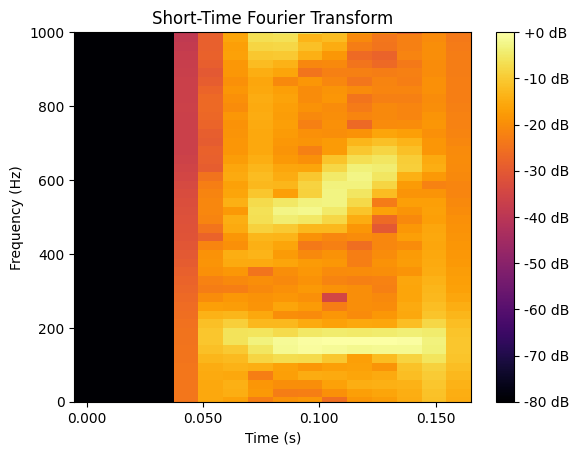 Short-Time Fourier Transform
1000
800
600
400
200
0
Frequency (Hz)
0.000
0.050
0.100
0.150
Time (s)
+0 dB
-10 dB
-20 dB
-30 dB
-40 dB
-50 dB
-60 dB
-70 dB
-80 dB